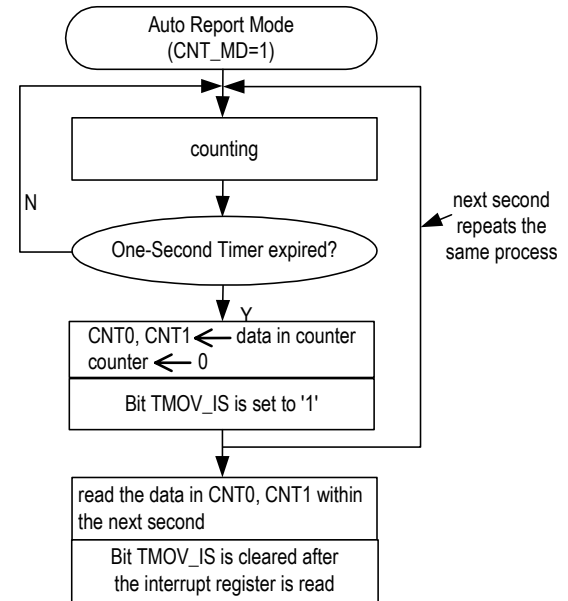 Auto Report Mode
(CNT_MD=1)
counting
N
next second
repeats the
same process
One-Second Timer expired?
Y
CNT0, CNT1 ← data in counter
counter ← 0
Bit TMOV_IS is set to '1'
read the data in CNT0, CNT1 within
the next second
Bit TMOV_IS is cleared after
the interrupt register is read